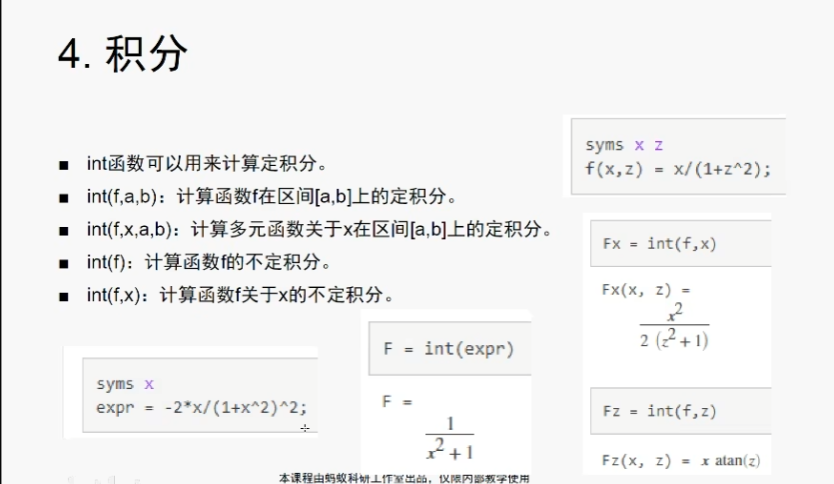 4. 积分
int函数可以用来计算定积分。
int(f,a,b)：计算函数f在区间[a,b]上的定积分。
int(f,x,a,b)：计算多元函数关于x在区间[a,b]上的定积分。
int(f)：计算函数f的不定积分。
int(f,x)：计算函数f关于x的不定积分。
syms x
expr = -2*x/(1+x^2)^2;
F = int(expr)
F =
1
x² + 1
syms x z
f(x,z) = x/(1+z^2);
Fx = int(f,x)
Fx(x, z) =
x²
2 (z² + 1)
Fz = int(f,z)
Fz(x, z) = x atan(z)
本课程由蚂蚁科研工作室出品，仅限内部教学使用